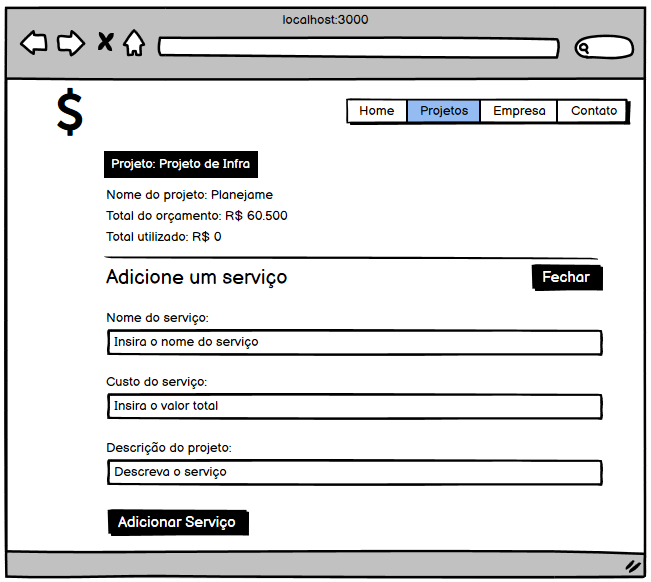 localhost:3000
$
Home Projetos Empresa Contato
Projeto: Projeto de Infra
Nome do projeto: Planejame
Total do orçamento: R$ 60.500
Total utilizado: R$ 0
Adicione um serviço
Fechar
Nome do serviço:
Insira o nome do serviço
Custo do serviço:
Insira o valor total
Descrição do projeto:
Descreva o serviço
Adicionar Serviço